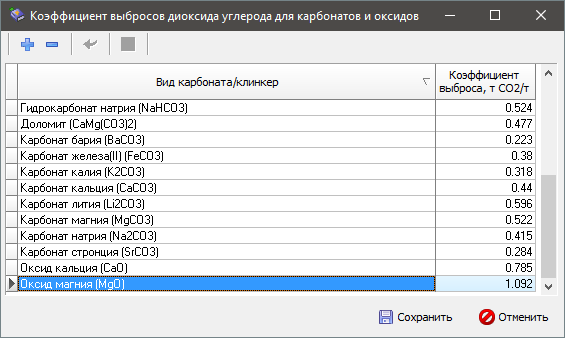 Коэффициент выбросов диоксида углерода для карбонатов и оксидов
Вид карбоната/клинкер
Коэффициент
выброса, т CO2/т
Гидрокарбонат натрия (NaHCO3) 0.524
Доломит (CaMg(CO3)2) 0.477
Карбонат бария (BaCO3) 0.223
Карбонат железа(II) (FeCO3) 0.38
Карбонат калия (K2CO3) 0.318
Карбонат кальция (CaCO3) 0.44
Карбонат лития (Li2CO3) 0.596
Карбонат магния (MgCO3) 0.522
Карбонат натрия (Na2CO3) 0.415
Карбонат стронция (SrCO3) 0.284
Оксид кальция (CaO) 0.785
Оксид магния (MgO) 1.092
Сохранить Отменить